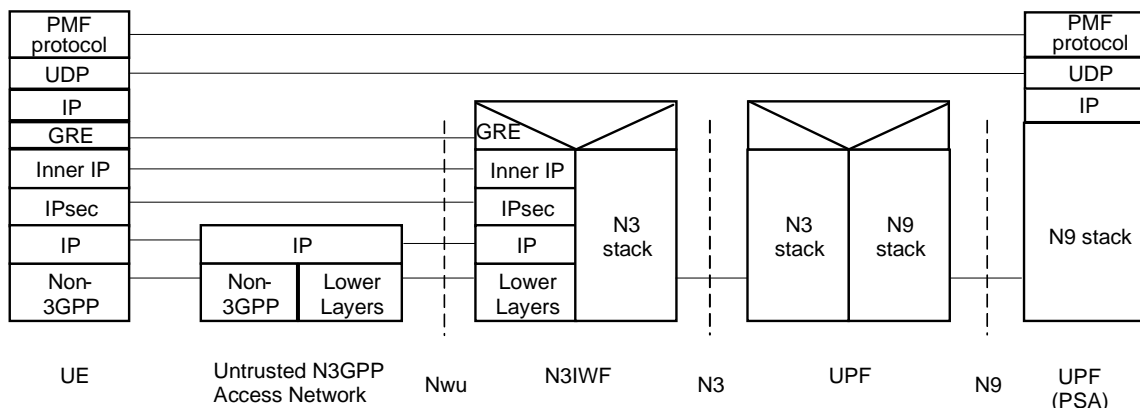 PMF
protocol
UDP
IP
GRE
Inner IP
IPsec
IP
Non-
3GPP
UE
IP
Non-
3GPP
Lower
Layers
Untrusted N3GPP
Access Network
Nwu
GRE
Inner IP
IPsec
IP
Lower
Layers
N3
stack
N3IWF
N3
N3
stack
N9
stack
UPF
N9
PMF
protocol
UDP
IP
N9 stack
UPF
(PSA)